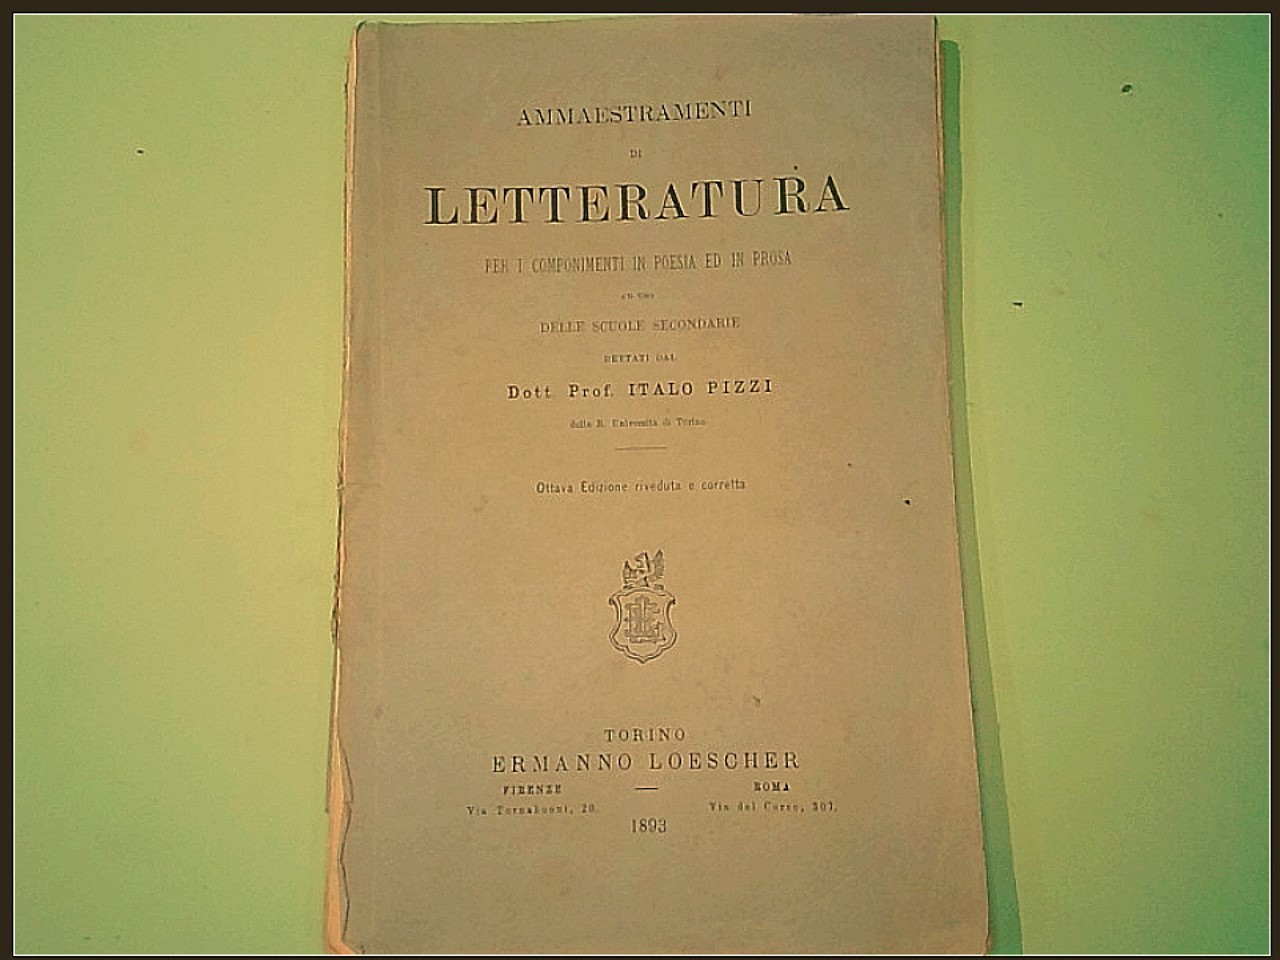 AMMAESTRAMENTI
DI
LETTERATURA
PER I COMPONIMENTI IN POESIA ED IN PROSA
AD USO
DELLE SCUOLE SECONDARIE
DETTATI DAL
Dott. Prof. ITALO PIZZI
della R. Università di Torino
Ottava Edizione riveduta e corretta
TORINO
ERMANNO LOESCHER
FIRENZE — ROMA
Via Tornabuoni, 20. Via del Corso, 307.
1893